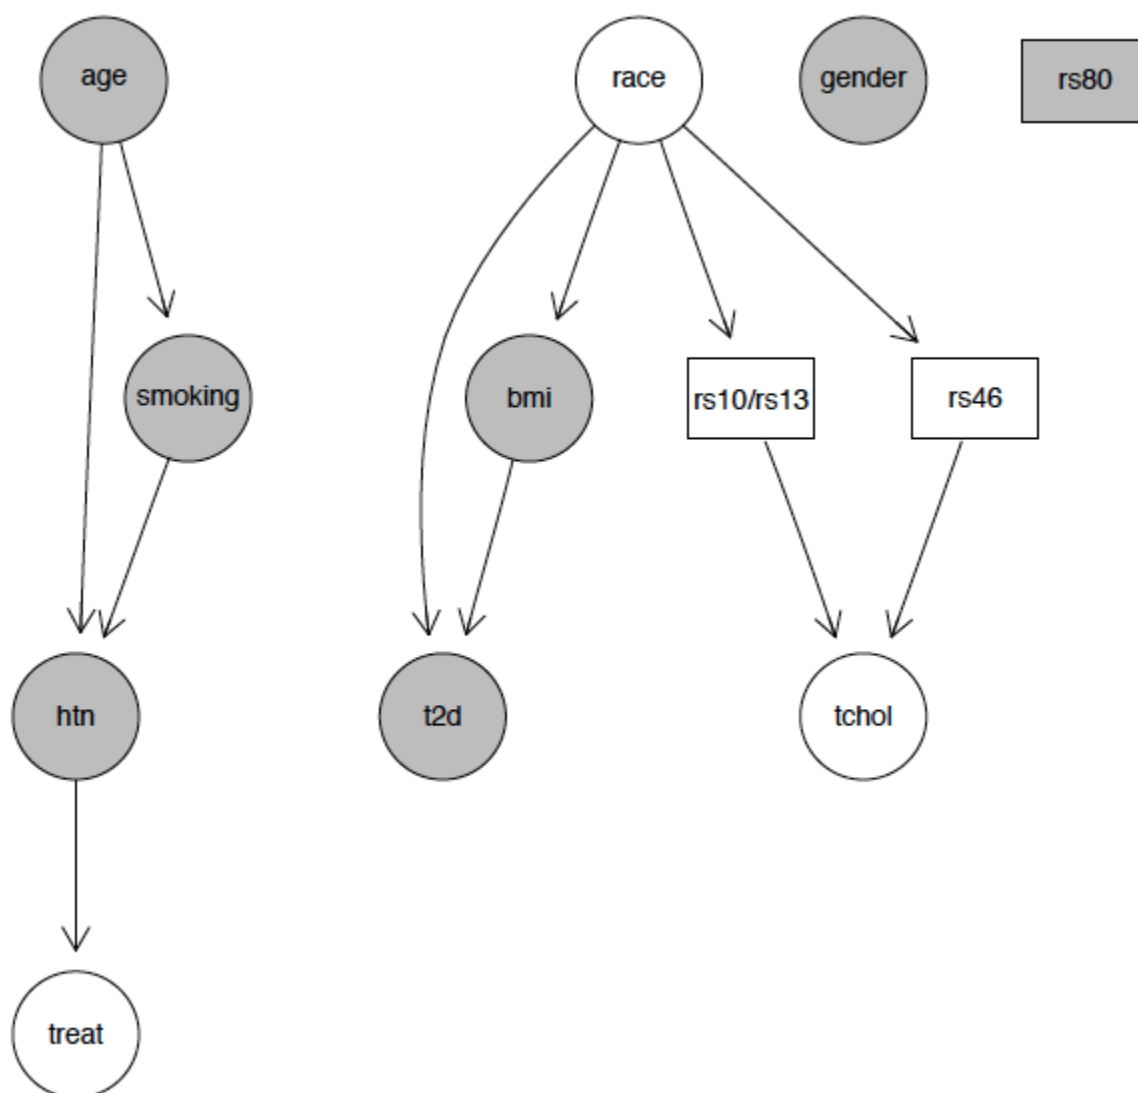 age
race
gender
rs80
smoking
bmi
rs10/rs13
rs46
htn
t2d
tchol
treat